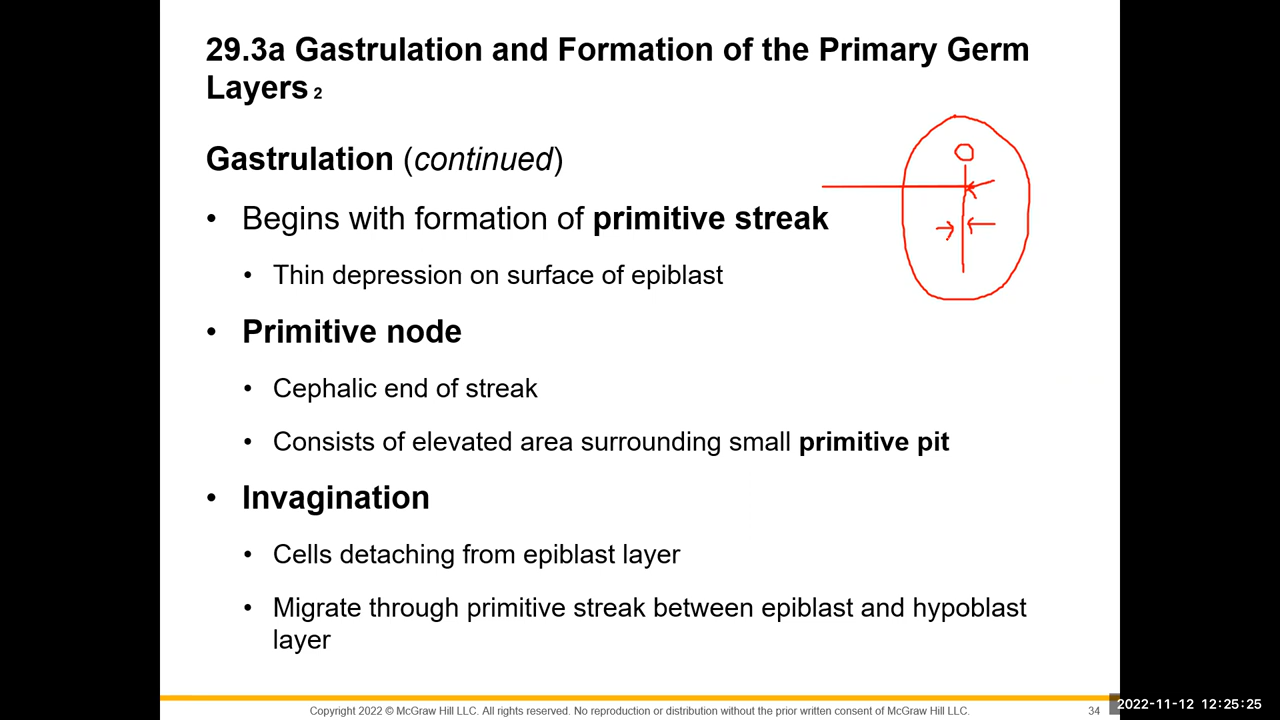 29.3a Gastrulation and Formation of the Primary Germ
Layers 2
Gastrulation (continued)
• Begins with formation of primitive streak
• Thin depression on surface of epiblast
• Primitive node
• Cephalic end of streak
• Consists of elevated area surrounding small primitive pit
• Invagination
• Cells detaching from epiblast layer
• Migrate through primitive streak between epiblast and hypoblast
layer
Copyright 2022 © McGraw Hill LLC. All rights reserved. No reproduction or distribution without the prior written consent of McGraw Hill LLC.
34
2022-11-12 12:25:25